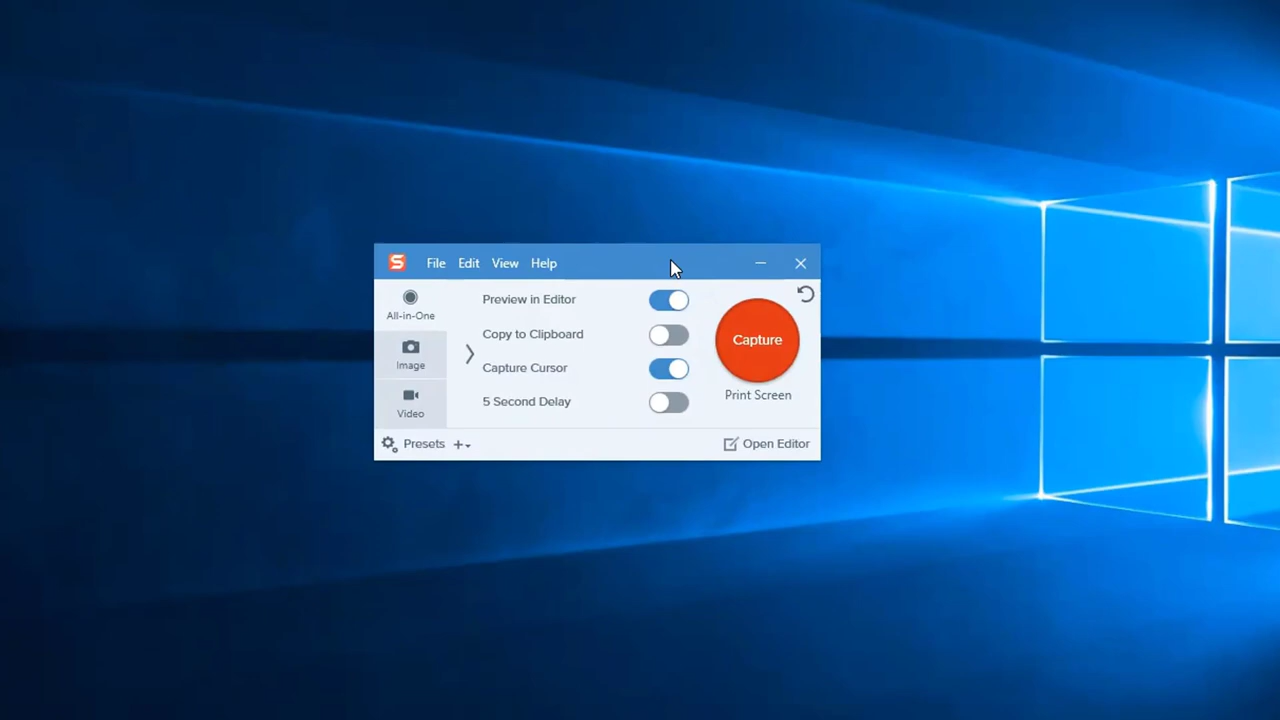 S File Edit View Help
All-in-One
Image
Video
Preview in Editor
Copy to Clipboard
Capture Cursor
5 Second Delay
Capture
Print Screen
Presets
Open Editor